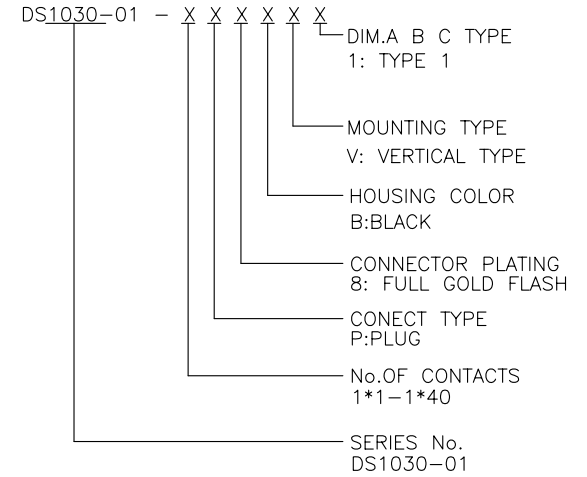 DS1030-01 - X X X X X X
DIM.A B C TYPE
1: TYPE 1
MOUNTING TYPE
V: VERTICAL TYPE
HOUSING COLOR
B:BLACK
CONNECTOR PLATING
8: FULL GOLD FLASH
CONECT TYPE
P:PLUG
No.OF CONTACTS
1*1-1*40
SERIES No.
DS1030-01